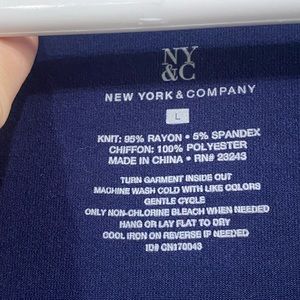 NY
&C
NEW YORK & COMPANY
L
KNIT: 95% RAYON • 5% SPANDEX
CHIFFON: 100% POLYESTER
MADE IN CHINA • RN# 23243
TURN GARMENT INSIDE OUT
MACHINE WASH COLD WITH LIKE COLORS
GENTLE CYCLE
ONLY NON-CHLORINE BLEACH WHEN NEEDED
HANG OR LAY FLAT TO DRY
COOL IRON ON REVERSE IF NEEDED
ID# CN170043